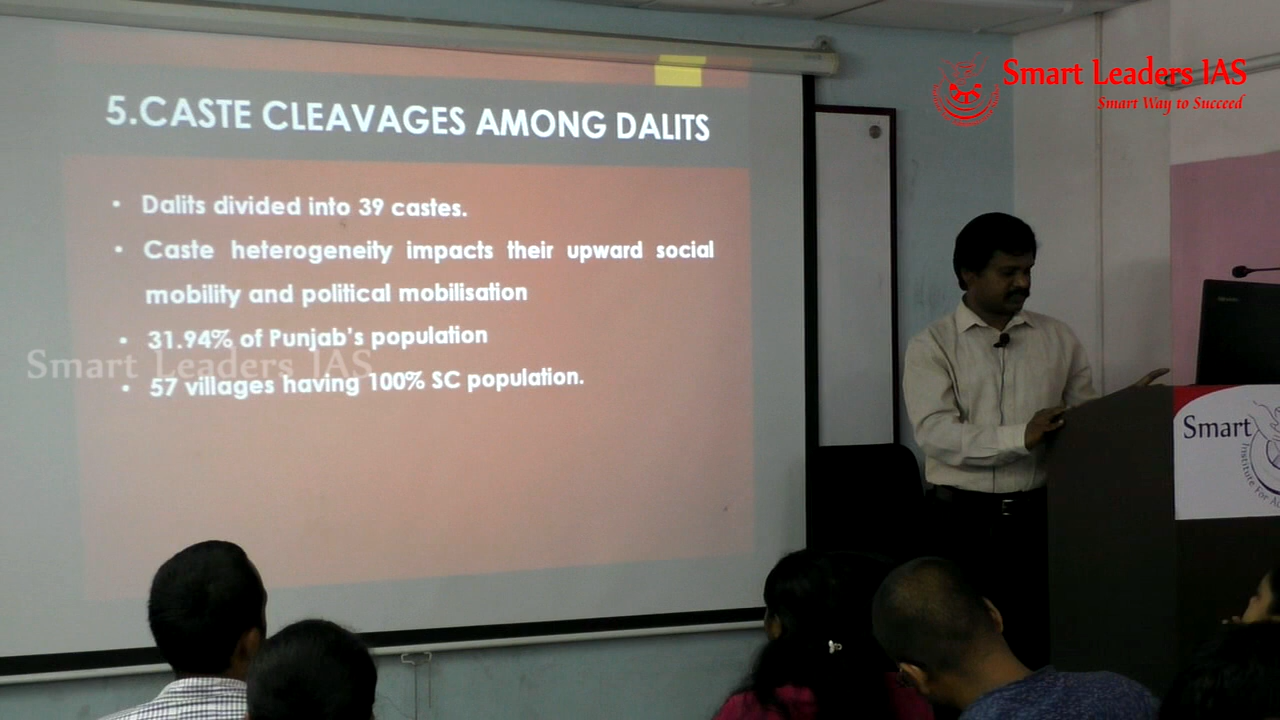 5.CASTE CLEAVAGES AMONG DALITS
• Dalits divided into 39 castes.
• Caste heterogeneity impacts their upward social
mobility and political mobilisation
• 31.94% of Punjab's population
• 57 villages having 100% SC population.
Smart Leaders IAS
Smart Leaders IAS
Smart Way to Succeed
Smart
Institute For